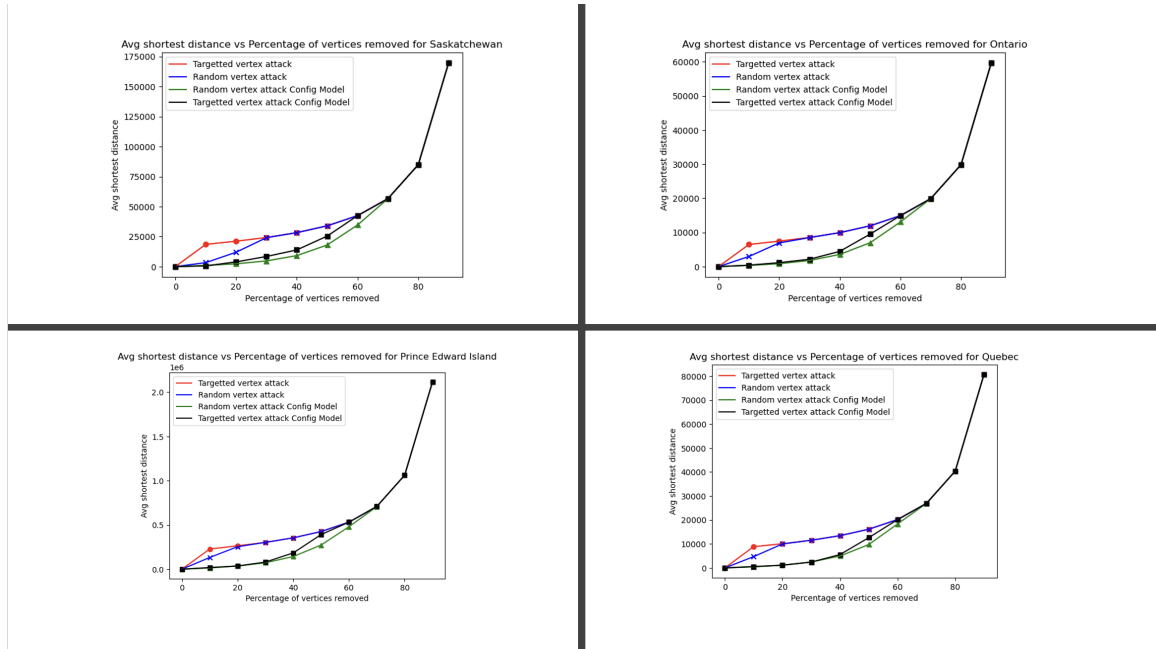 Avg shortest distance vs Percentage of vertices removed for Saskatchewan
175000
150000
125000
100000
75000
50000
25000
0
Avg shortest distance
Targetted vertex attack
Random vertex attack
Random vertex attack Config Model
Targetted vertex attack Config Model
0 20 40 60 80
Percentage of vertices removed
Avg shortest distance vs Percentage of vertices removed for Ontario
60000
50000
40000
30000
20000
10000
0
Avg shortest distance
Targetted vertex attack
Random vertex attack
Random vertex attack Config Model
Targetted vertex attack Config Model
0 20 40 60 80
Percentage of vertices removed
Avg shortest distance vs Percentage of vertices removed for Prince Edward Island
1e6
2.0
1.5
1.0
0.5
0.0
Avg shortest distance
Targetted vertex attack
Random vertex attack
Random vertex attack Config Model
Targetted vertex attack Config Model
0 20 40 60 80
Percentage of vertices removed
Avg shortest distance vs Percentage of vertices removed for Quebec
80000
70000
60000
50000
40000
30000
20000
10000
0
Avg shortest distance
Targetted vertex attack
Random vertex attack
Random vertex attack Config Model
Targetted vertex attack Config Model
0 20 40 60 80
Percentage of vertices removed